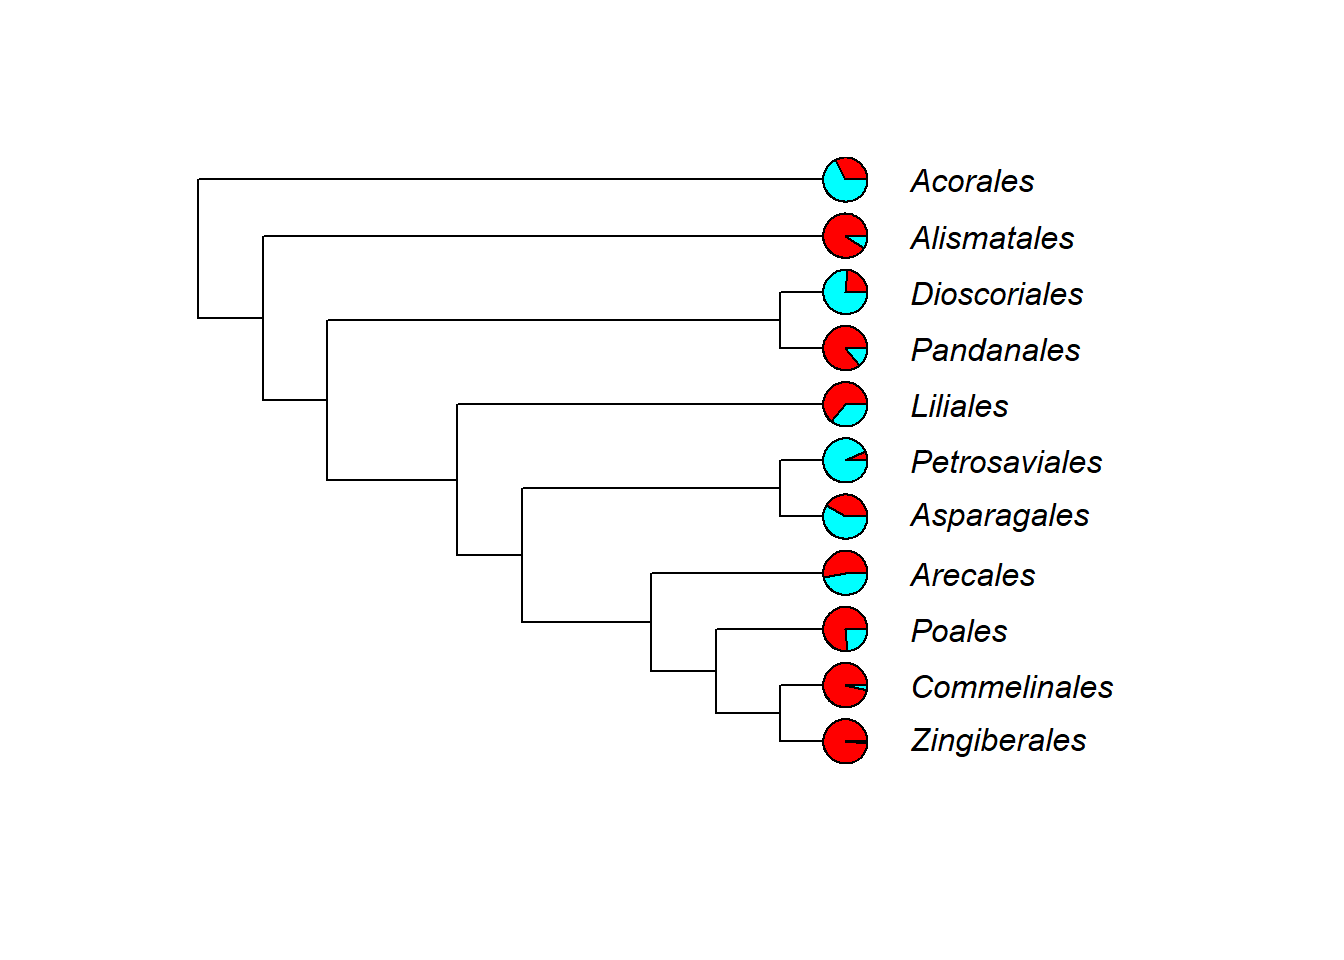 Acorales
Alismatales
Dioscoriales
Pandanales
Liliales
Petrosaviales
Asparagales
Arecales
Poales
Commelinales
Zingiberales